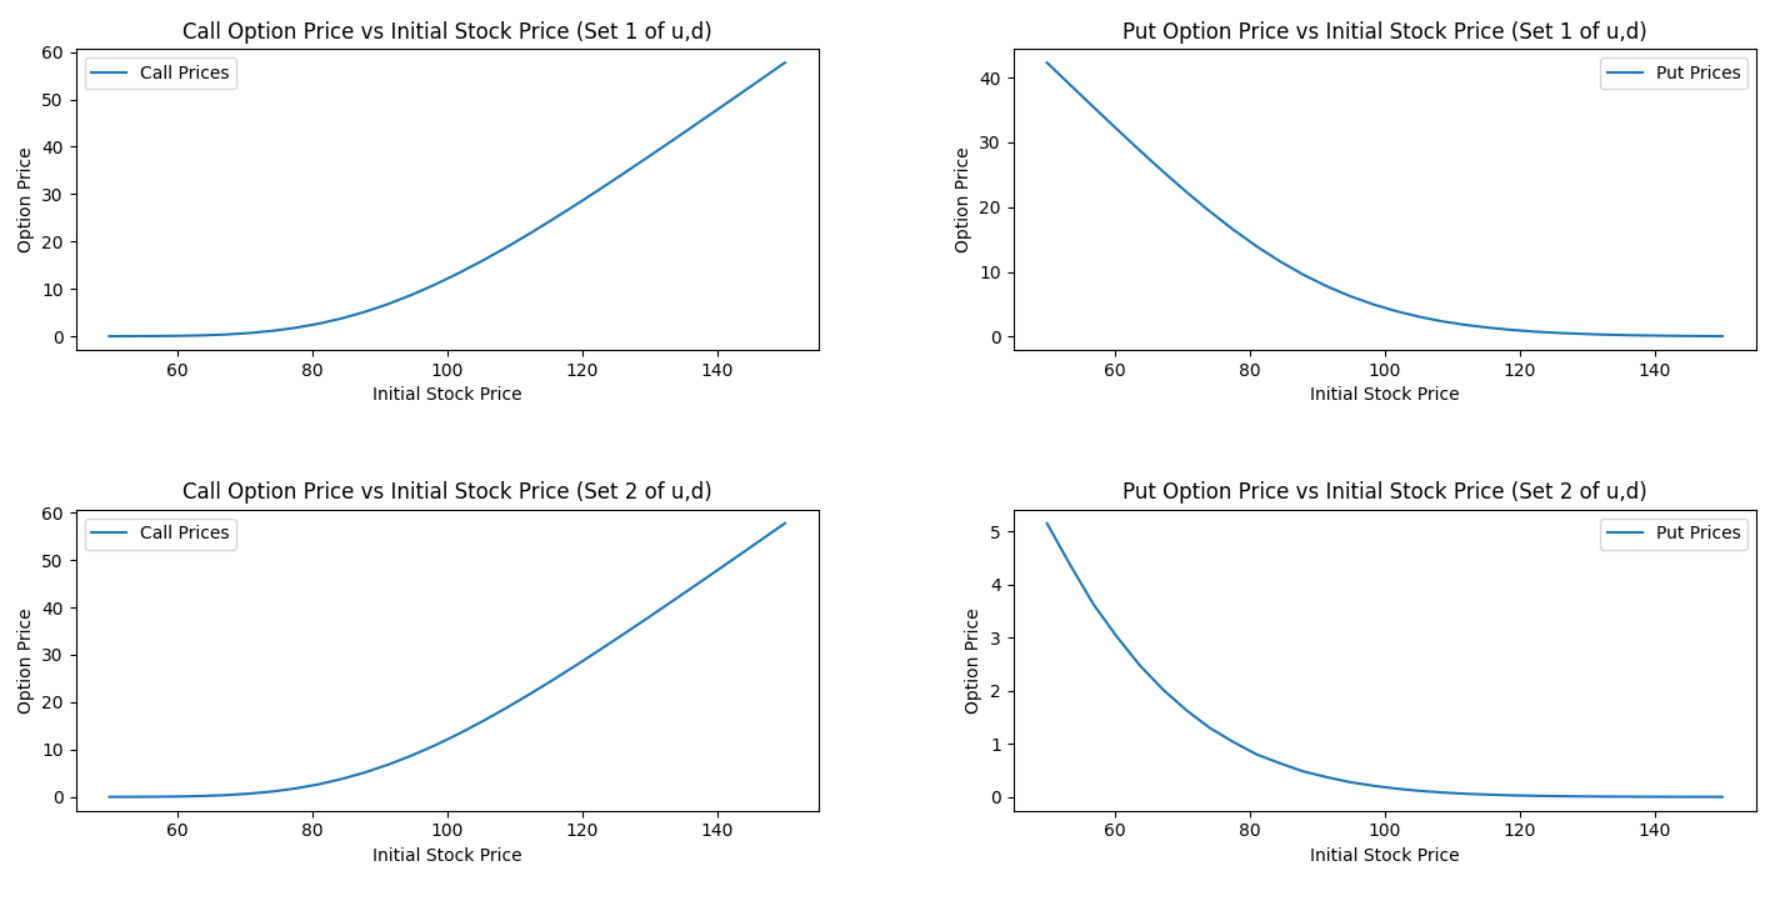 Call Option Price vs Initial Stock Price (Set 1 of u,d)
60
50
40
30
20
10
0
Option Price
Call Prices
60 80 100 120 140
Initial Stock Price
Put Option Price vs Initial Stock Price (Set 1 of u,d)
40
30
20
10
0
Option Price
Put Prices
60 80 100 120 140
Initial Stock Price
Call Option Price vs Initial Stock Price (Set 2 of u,d)
60
50
40
30
20
10
0
Option Price
Call Prices
60 80 100 120 140
Initial Stock Price
Put Option Price vs Initial Stock Price (Set 2 of u,d)
5
4
3
2
1
0
Option Price
Put Prices
60 80 100 120 140
Initial Stock Price